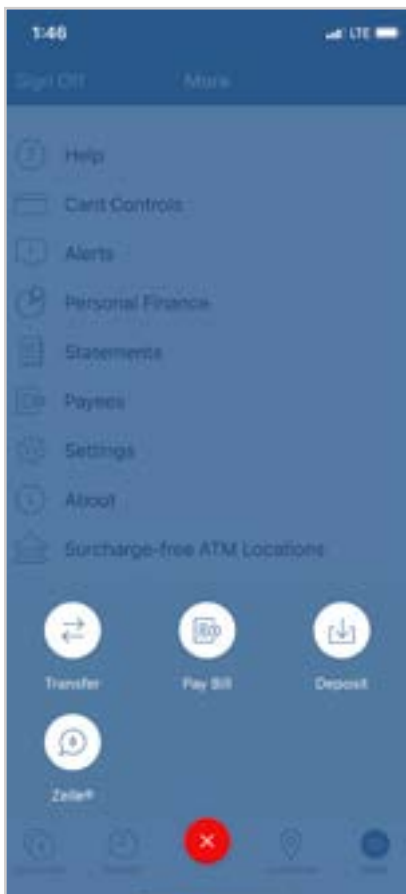 1:46
LTE
Sign Off
More
Help
Card Controls
Alerts
Personal Finance
Statements
Payees
Settings
About
Surcharge-free ATM Locations
Transfer
Pay Bill
Deposit
Zelle®